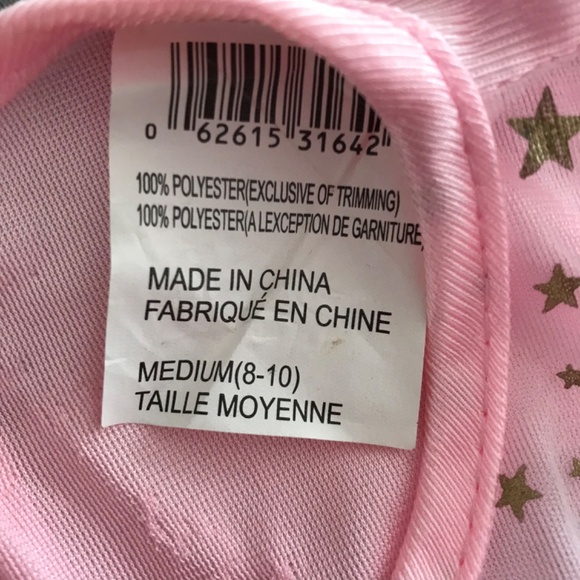 0 62615 31642
100% POLYESTER(EXCLUSIVE OF TRIMMING)
100% POLYESTER(A LEXCEPTION DE GARNITURE)
MADE IN CHINA
FABRIQUÉ EN CHINE
MEDIUM(8-10)
TAILLE MOYENNE